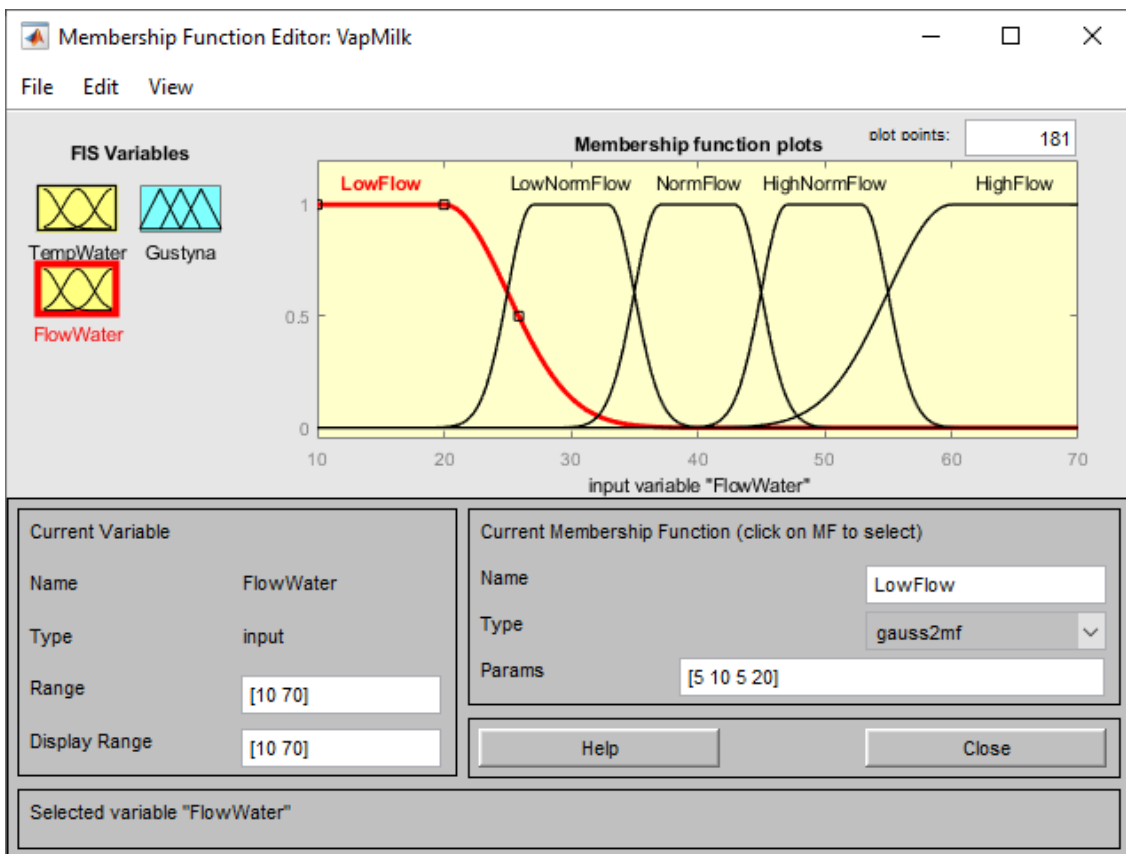 Membership Function Editor: VapMilk
File Edit View
FIS Variables
TempWater Gustyna
FlowWater
Membership function plots
plot points: 181
LowFlow LowNormFlow NormFlow HighNormFlow HighFlow
1
0.5
0
10 20 30 40 50 60 70
input variable "FlowWater"
Current Variable
Name FlowWater
Type input
Range [10 70]
Display Range [10 70]
Current Membership Function (click on MF to select)
Name LowFlow
Type gauss2mf
Params [5 10 5 20]
Help Close
Selected variable "FlowWater"